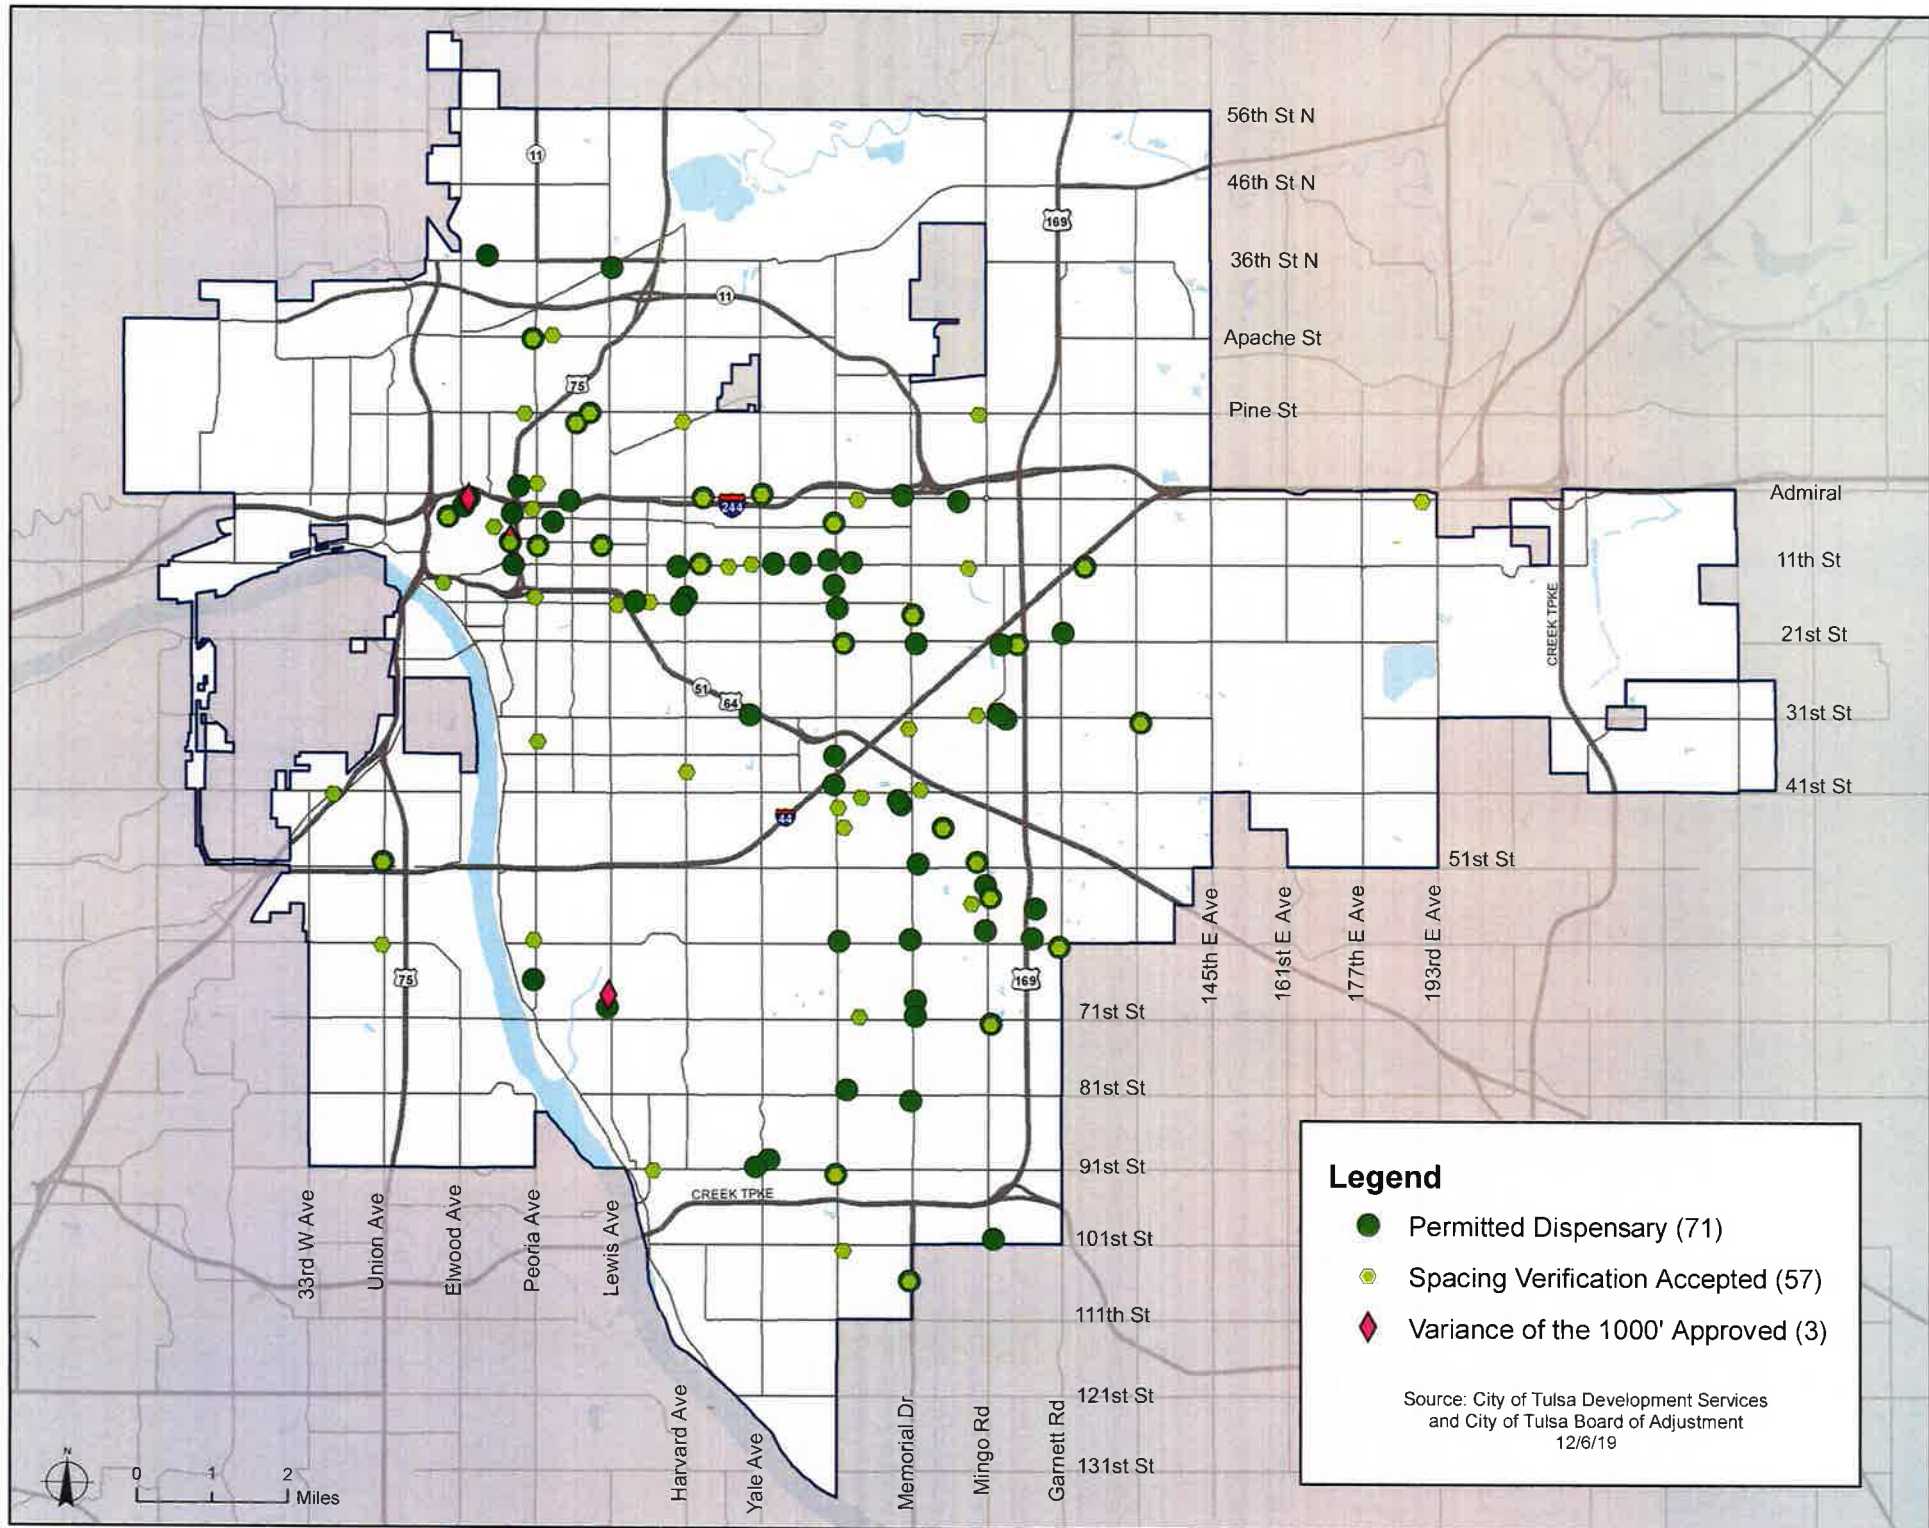 56th St N
11
46th St N
169
36th St N
11
Apache St
75
Pine St
Admiral
244
11th St
CREEK TPKE
21st St
51
64
31st St
41st St
44
51st St
145th E Ave
161st E Ave
177th E Ave
193rd E Ave
75
169
71st St
81st St
91st St
CREEK TPKE
33rd W Ave
Union Ave
Elwood Ave
Peoria Ave
Lewis Ave
101st St
111th St
121st St
Harvard Ave
Yale Ave
Memorial Dr
Mingo Rd
Garnett Rd
131st St
N
0 1 2
Miles
Legend
Permitted Dispensary (71)
Spacing Verification Accepted (57)
Variance of the 1000' Approved (3)
Source: City of Tulsa Development Services
and City of Tulsa Board of Adjustment
12/6/19